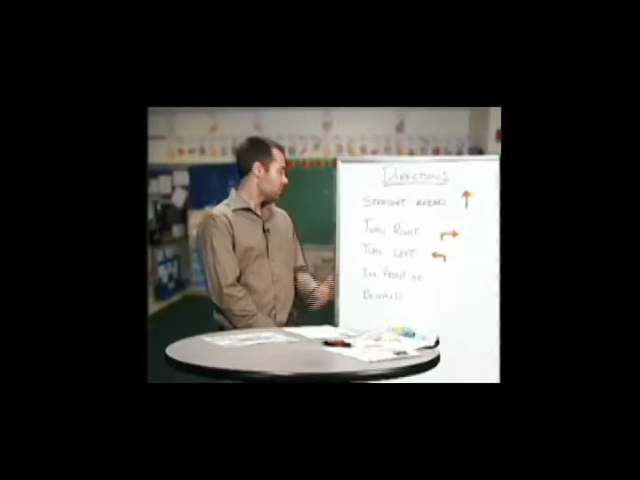 DIRECTIONS
STRAIGHT AHEAD
TURN RIGHT
TURN LEFT
IN FRONT OF
BEHIND